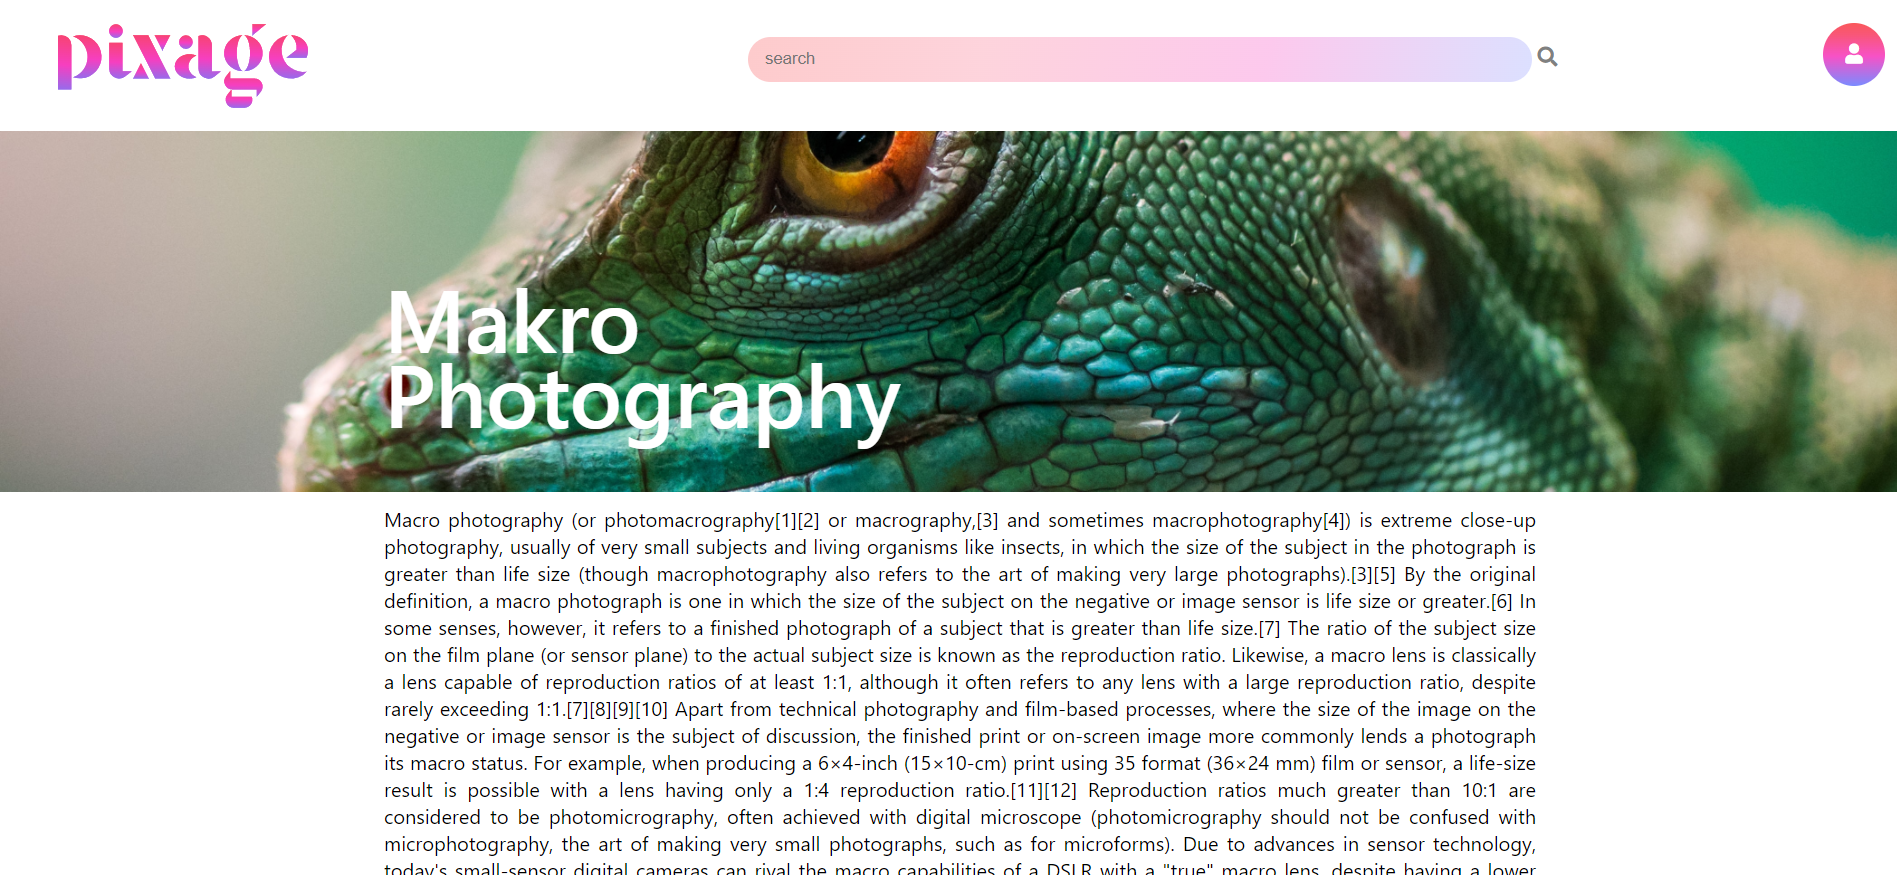 pixage
search
Makro
Photography
Macro photography (or photomacrography[1][2] or macrography,[3] and sometimes macrophotography[4]) is extreme close-up
photography, usually of very small subjects and living organisms like insects, in which the size of the subject in the photograph is
greater than life size (though macrophotography also refers to the art of making very large photographs).[3][5] By the original
definition, a macro photograph is one in which the size of the subject on the negative or image sensor is life size or greater.[6] In
some senses, however, it refers to a finished photograph of a subject that is greater than life size.[7] The ratio of the subject size
on the film plane (or sensor plane) to the actual subject size is known as the reproduction ratio. Likewise, a macro lens is classically
a lens capable of reproduction ratios of at least 1:1, although it often refers to any lens with a large reproduction ratio, despite
rarely exceeding 1:1.[7][8][9][10] Apart from technical photography and film-based processes, where the size of the image on the
negative or image sensor is the subject of discussion, the finished print or on-screen image more commonly lends a photograph
its macro status. For example, when producing a 6×4-inch (15×10-cm) print using 35 format (36×24 mm) film or sensor, a life-size
result is possible with a lens having only a 1:4 reproduction ratio.[11][12] Reproduction ratios much greater than 10:1 are
considered to be photomicrography, often achieved with digital microscope (photomicrography should not be confused with
microphotography, the art of making very small photographs, such as for microforms). Due to advances in sensor technology,
today's small-sensor digital cameras can rival the macro capabilities of a DSLR with a "true" macro lens, despite having a lower